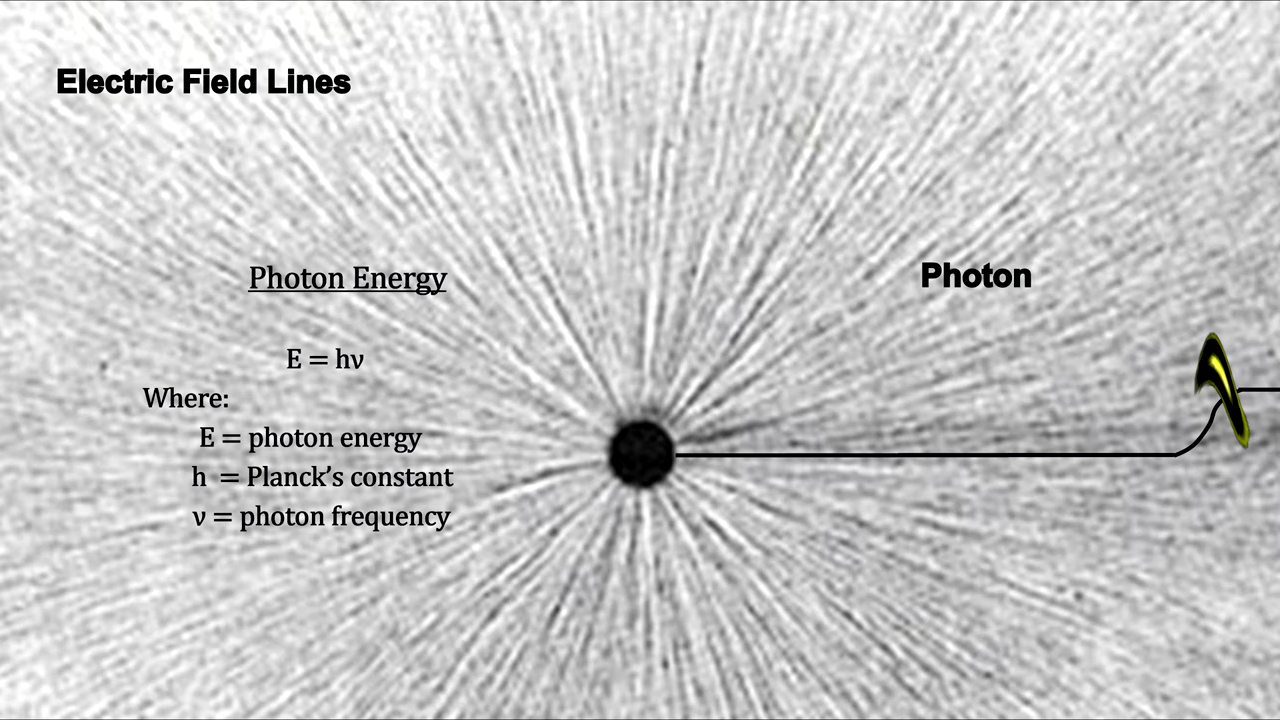 Electric Field Lines
Photon Energy
Photon
E = hν
Where:
E = photon energy
h = Planck’s constant
ν = photon frequency